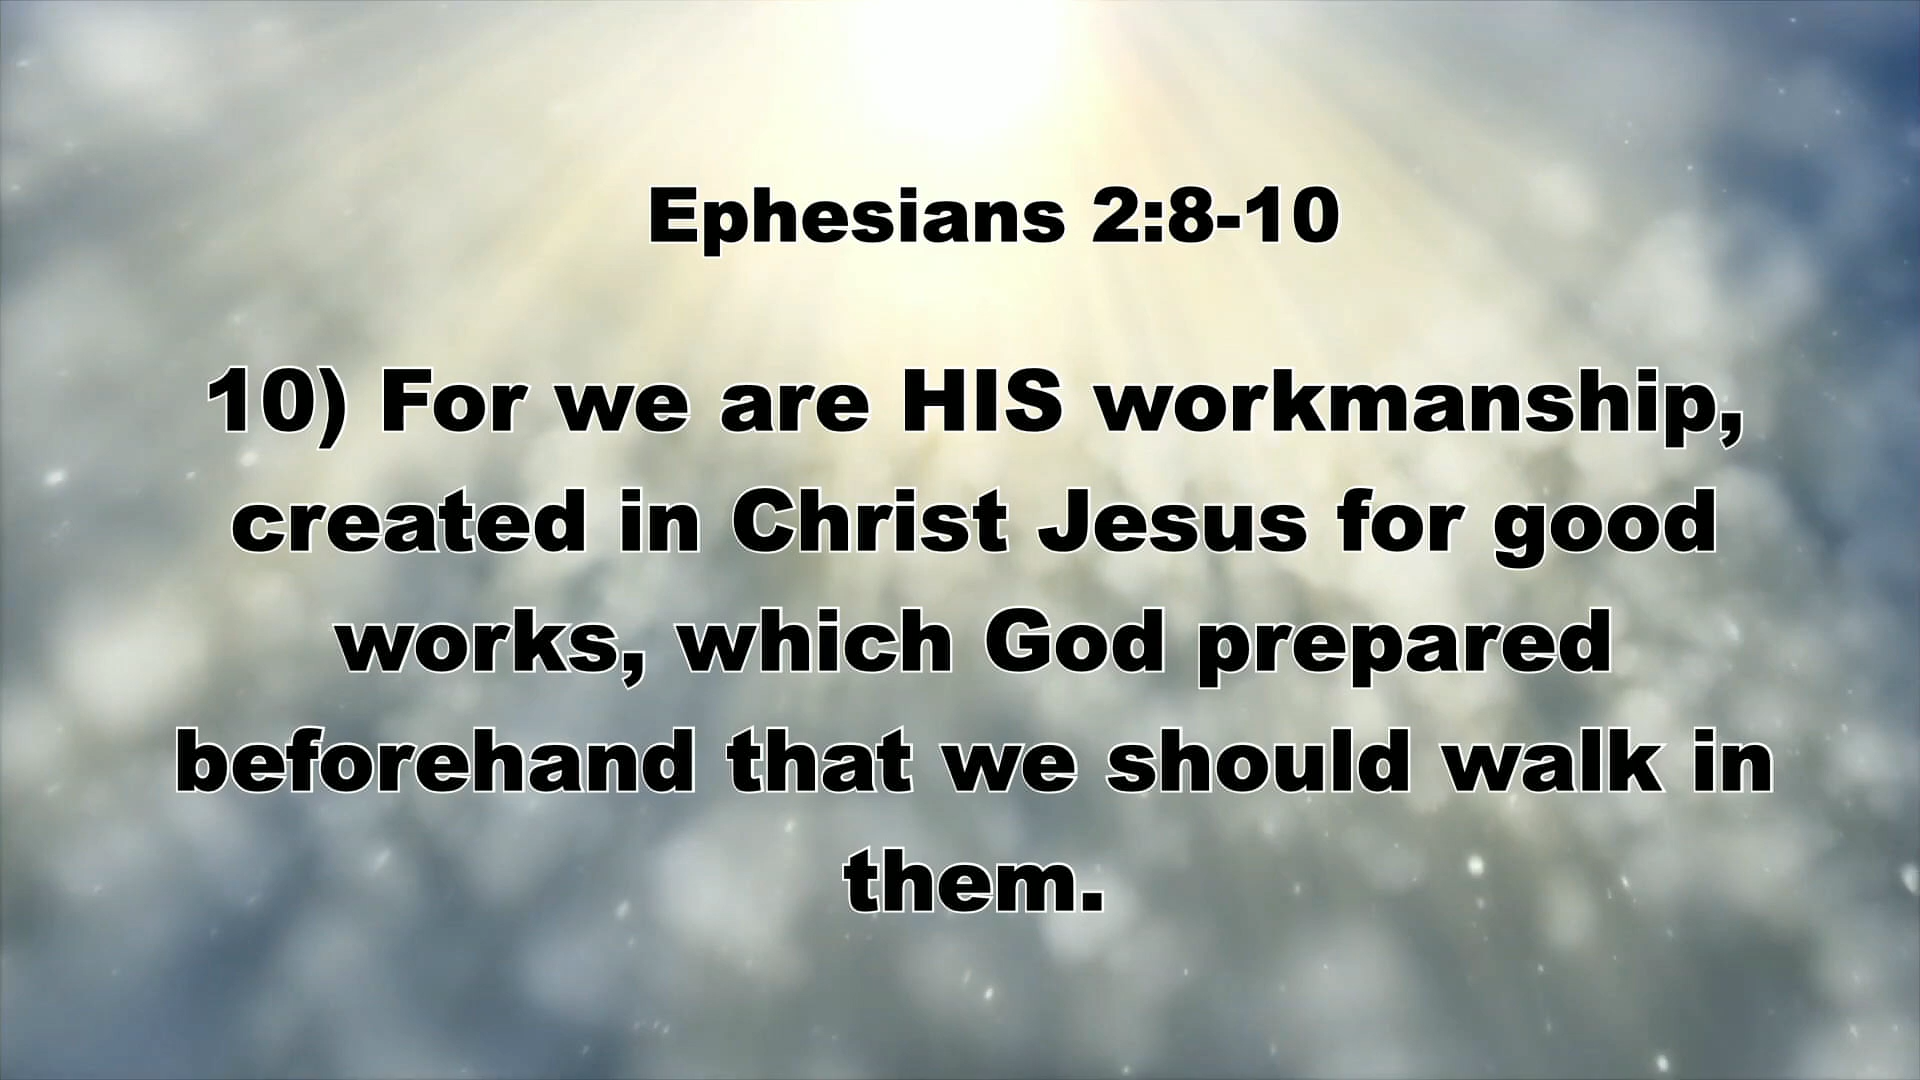 Ephesians 2:8-10
10) For we are HIS workmanship,
created in Christ Jesus for good
works, which God prepared
beforehand that we should walk in
them.